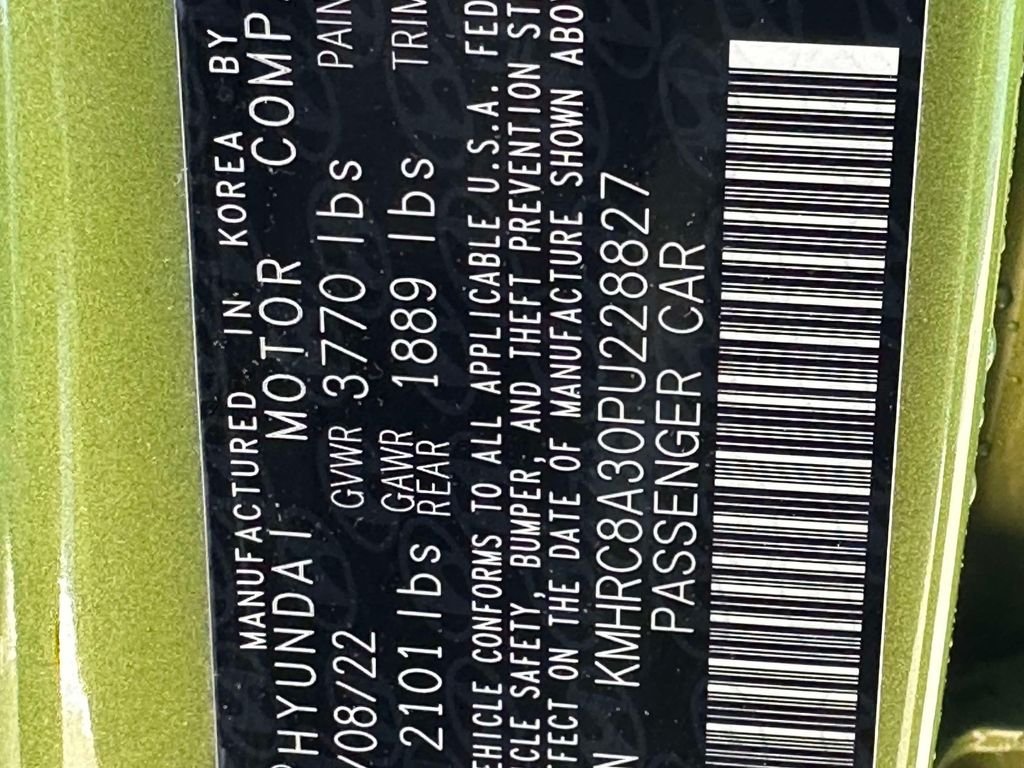 MANUFACTURED IN KOREA BY
HYUNDAI MOTOR COMP
08/22 GVWR 3770 lbs PAIN
2101 lbs GAWR REAR 1889 lbs TRIM
EHICLE CONFORMS TO ALL APPLICABLE U.S.A. FED
CLE SAFETY, BUMPER, AND THEFT PREVENTION ST
FFECT ON THE DATE OF MANUFACTURE SHOWN ABO
N KMHRC8A30PU228827
PASSENGER CAR